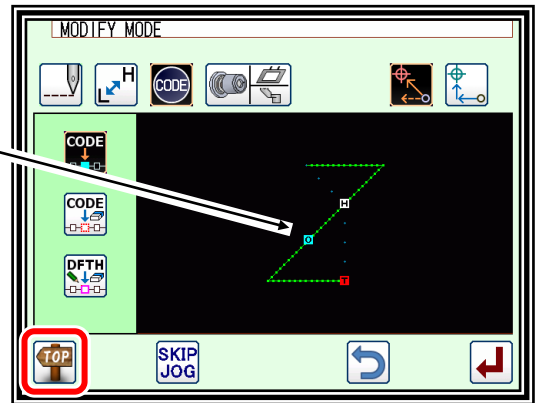 MODIFY MODE
H
CODE
CODE
H
CODE
O
DFTH
T
TOP
SKIP
JOG